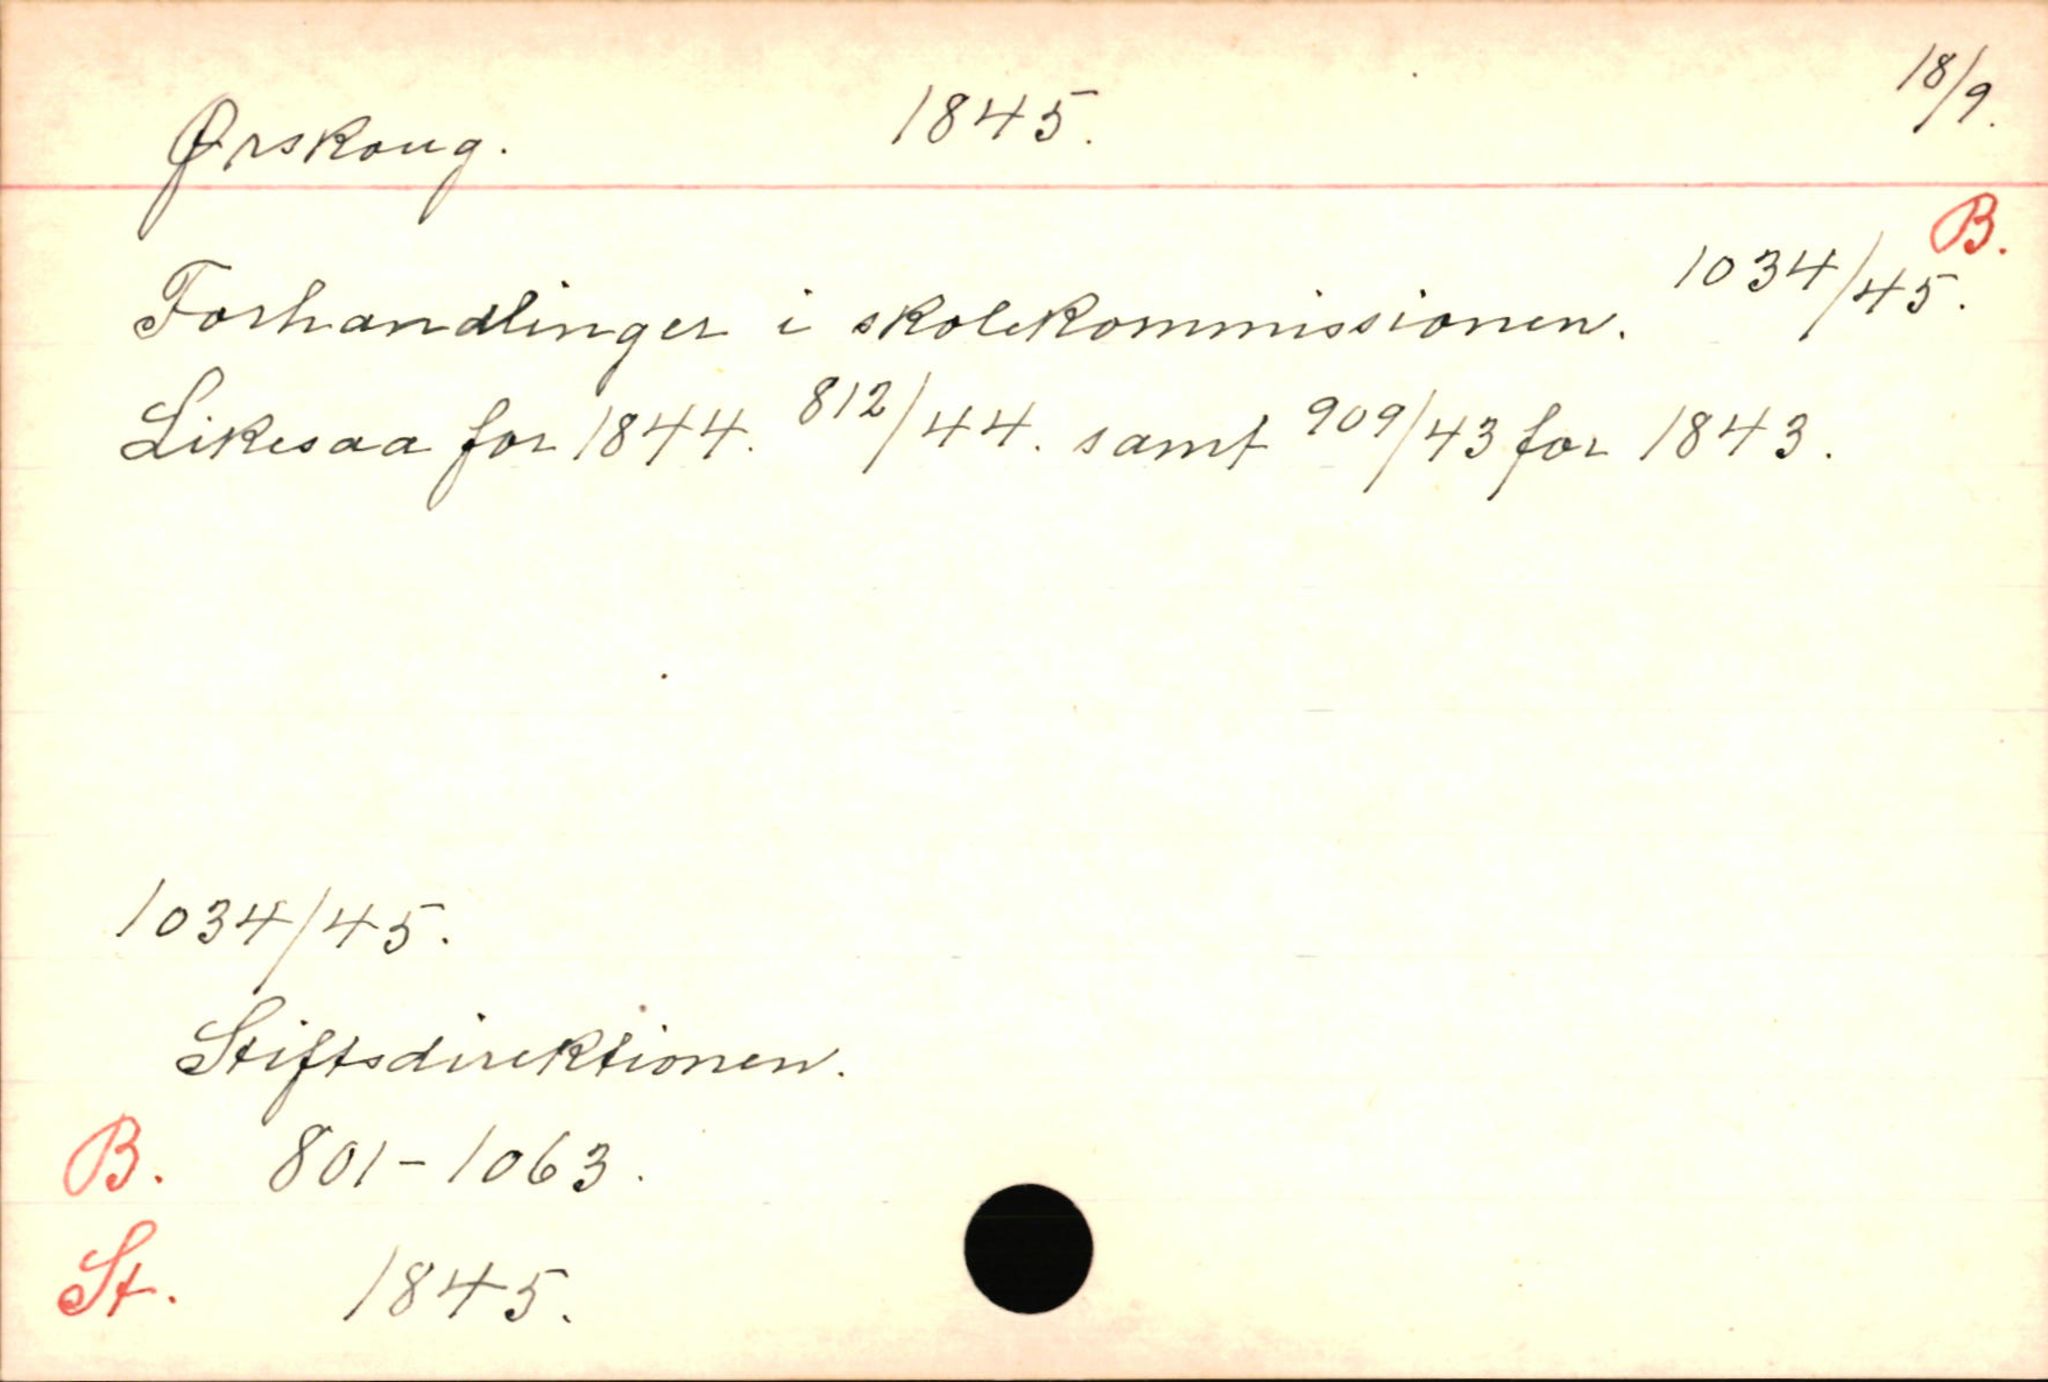 Ørskoug. 1845. 18/9.
B.
Forhandlinger i skolekommissionen. 1034/45.
Likesaa for 1844. 812/44. samt 909/43 for 1843.
1034/45.
Stiftsdirektionen.
B. 801-1063.
St. 1845.